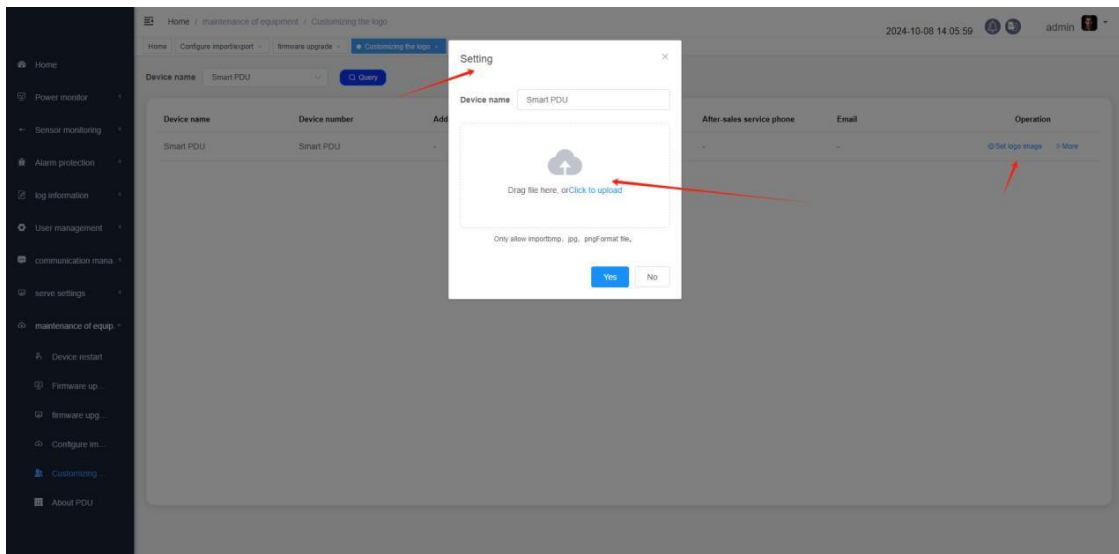 Home / maintenance of equipment / Customizing the logo
2024-10-08 14:05:59
admin
Home
Configure import/export
firmware upgrade
Customizing the logo
Device name
Smart PDU
Query
Device name
Device number
Add
After-sales service phone
Email
Operation
Smart PDU
Smart PDU
-
-
-
Set logo image
More
Setting
Device name
Smart PDU
Drag file here, orClick to upload
Only allow importbmp、jpg、pngFormat file。
Yes
No
Home
Power monitor
Sensor monitoring
Alarm protection
log information
User management
communication mana.
serve settings
maintenance of equip.
Device restart
Firmware up...
firmware upg...
Configure im...
Customizing ...
About PDU